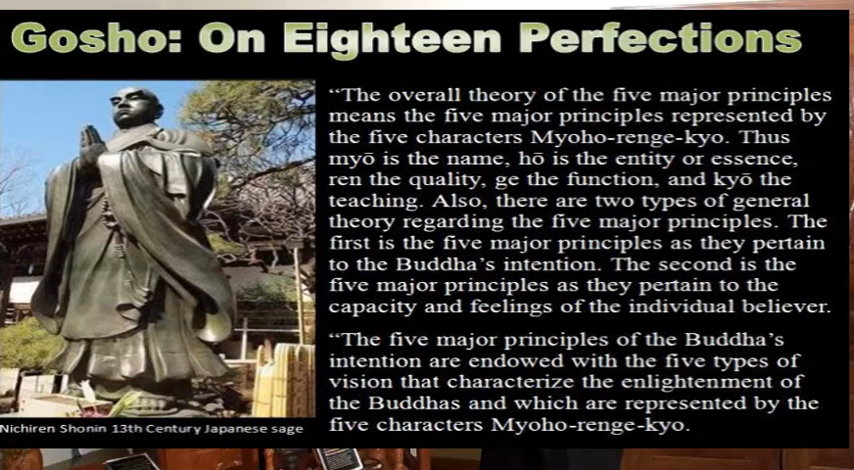 Gosho: On Eighteen Perfections
“The overall theory of the five major principles
means the five major principles represented by
the five characters Myoho-renge-kyo. Thus
myō is the name, hō is the entity or essence,
ren the quality, ge the function, and kyō the
teaching. Also, there are two types of general
theory regarding the five major principles. The
first is the five major principles as they pertain
to the Buddha’s intention. The second is the
five major principles as they pertain to the
capacity and feelings of the individual believer.
“The five major principles of the Buddha’s
intention are endowed with the five types of
vision that characterize the enlightenment of
the Buddhas and which are represented by the
five characters Myoho-renge-kyo.
Nichiren Shonin 13th Century Japanese sage